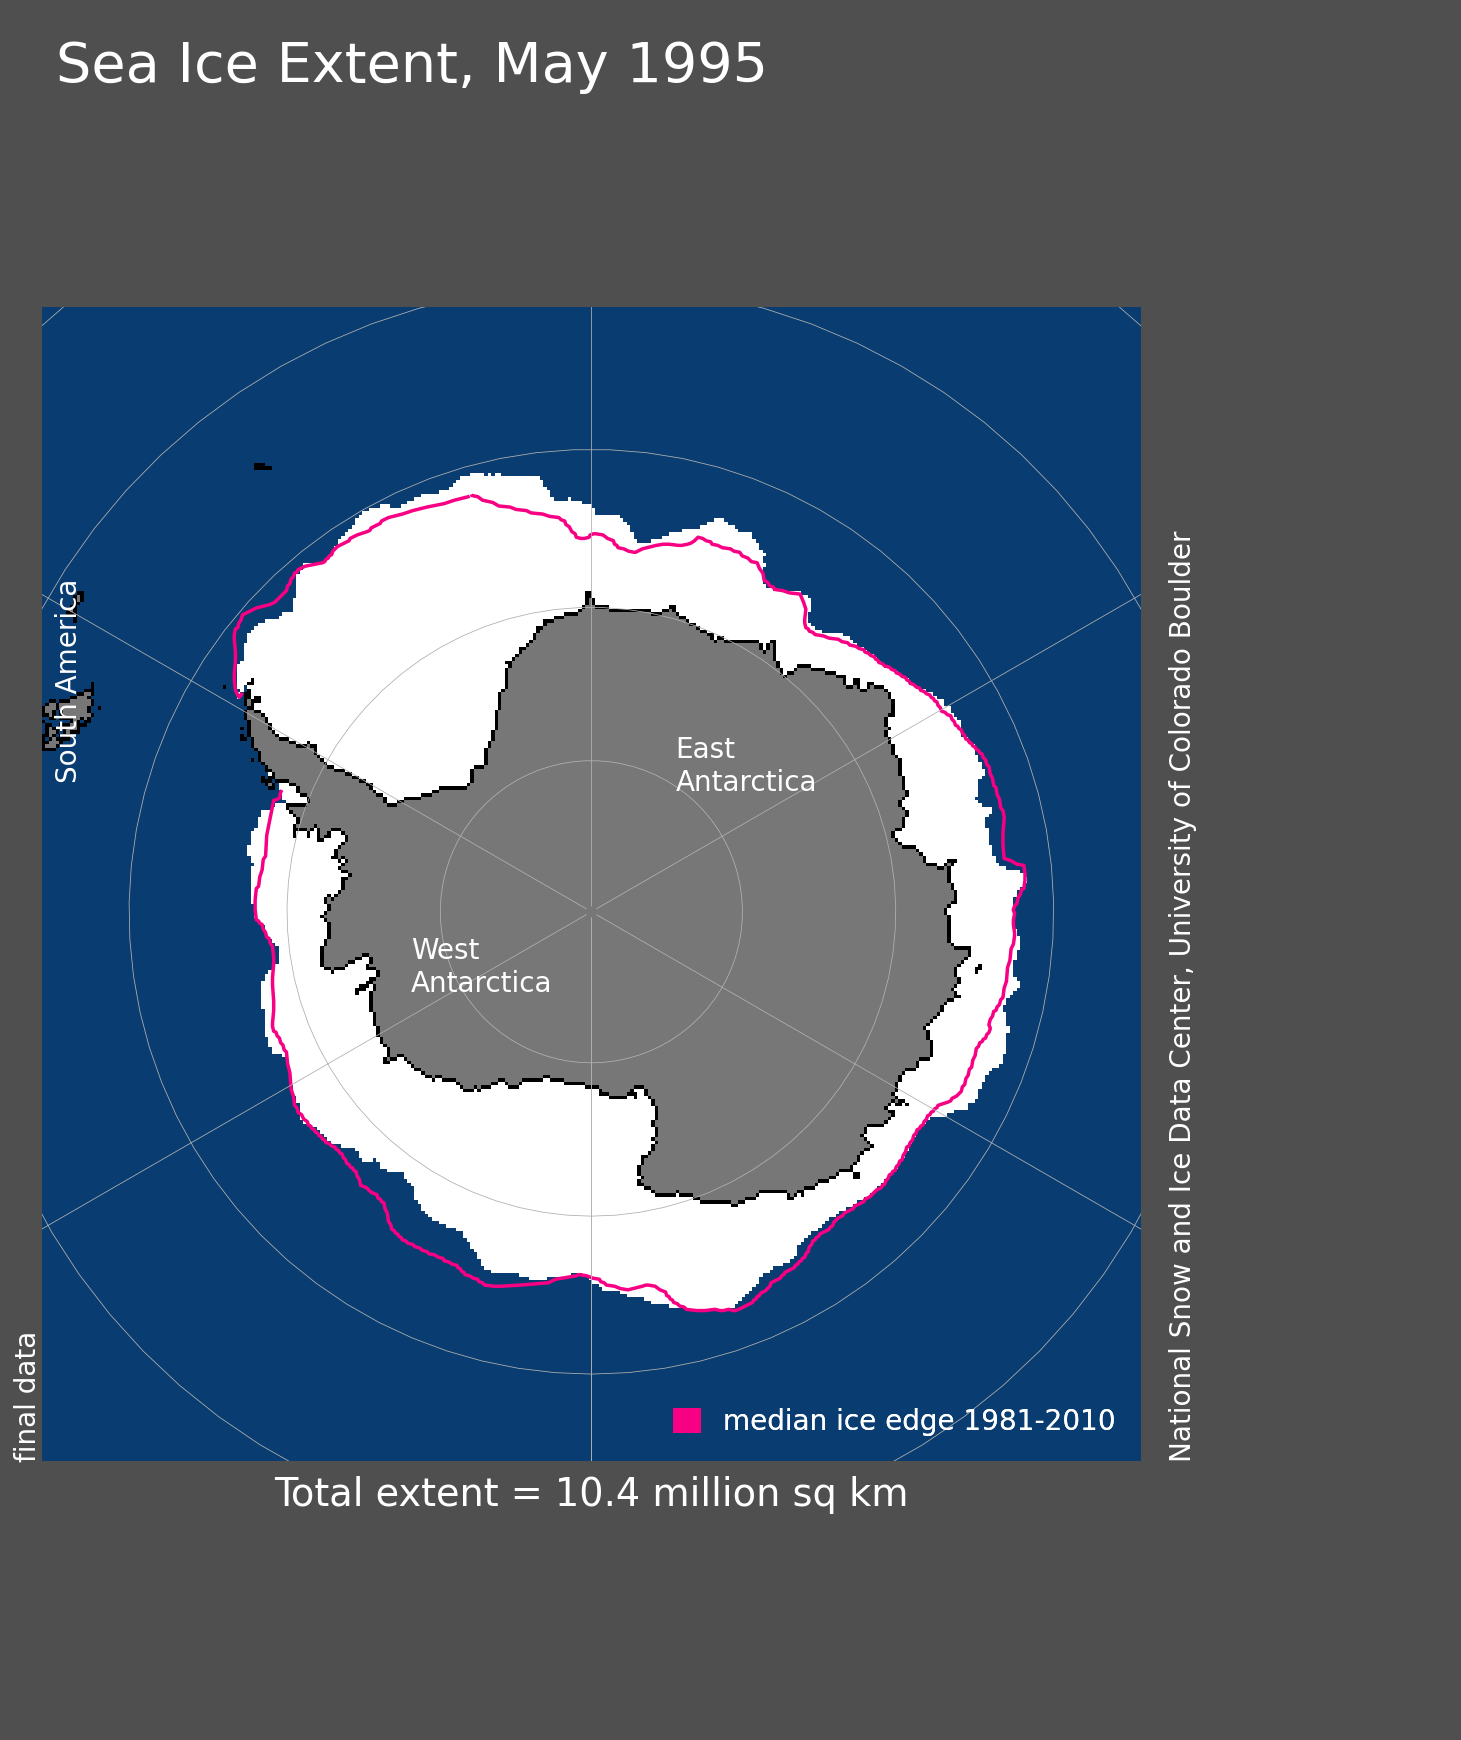 Sea Ice Extent, May 1995
South America
East
Antarctica
West
Antarctica
National Snow and Ice Data Center, University of Colorado Boulder
final data
median ice edge 1981-2010
Total extent = 10.4 million sq km